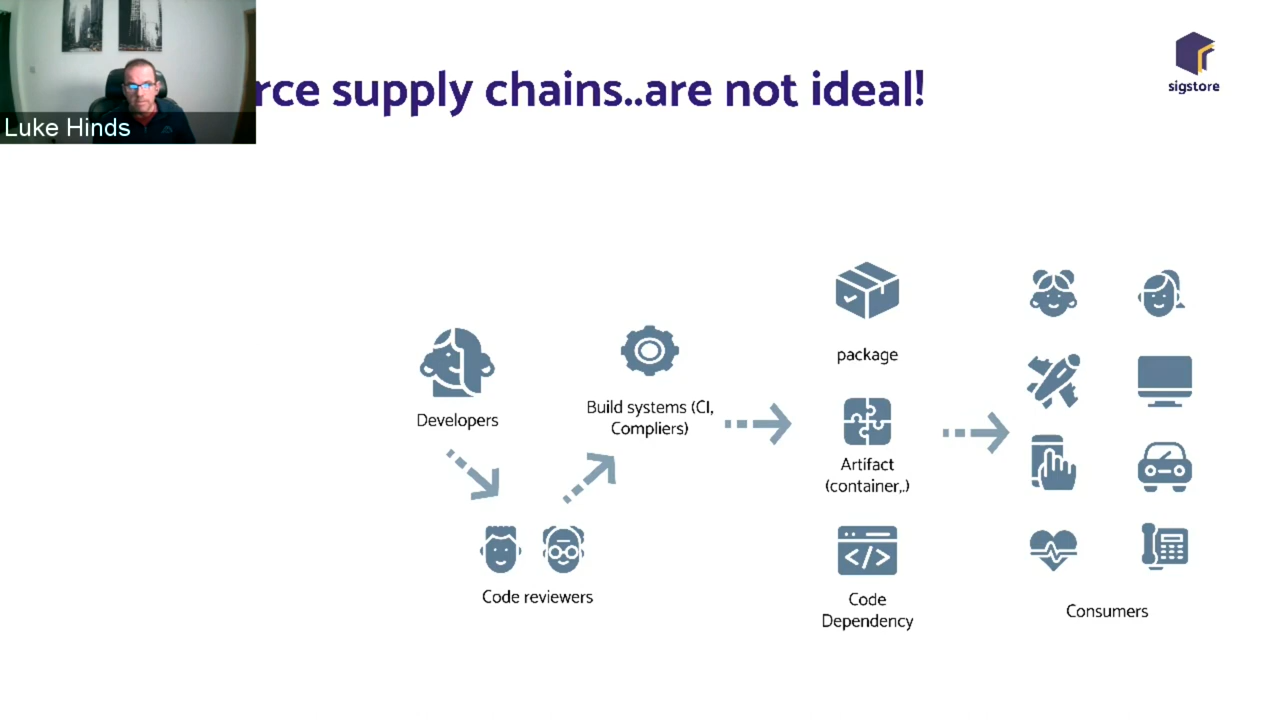 rce supply chains..are not ideal!
sigstore
Luke Hinds
package
Developers
Build systems (CI,
Compliers)
Artifact
(container,.)
Code reviewers
Code
Dependency
Consumers